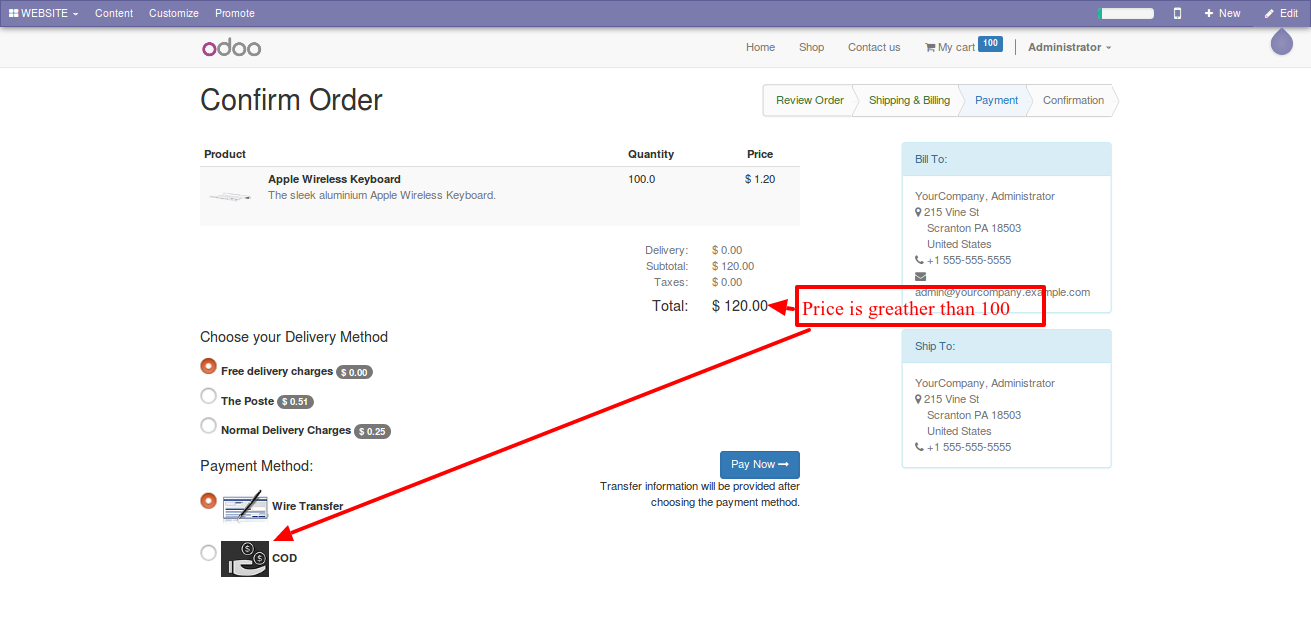 WEBSITE Content Customize Promote New Edit
odoo Home Shop Contact us My cart 100 Administrator
Confirm Order
Review Order Shipping & Billing Payment Confirmation
Product Quantity Price
Apple Wireless Keyboard 100.0 $ 1.20
The sleek aluminium Apple Wireless Keyboard.
Delivery: $ 0.00
Subtotal: $ 120.00
Taxes: $ 0.00
Total: $ 120.00
Price is greather than 100
Bill To:
YourCompany, Administrator
215 Vine St
Scranton PA 18503
United States
+1 555-555-5555
admin@yourcompany.example.com
Ship To:
YourCompany, Administrator
215 Vine St
Scranton PA 18503
United States
+1 555-555-5555
Choose your Delivery Method
Free delivery charges $ 0.00
The Poste $ 0.51
Normal Delivery Charges $ 0.25
Payment Method:
Wire Transfer
COD
Pay Now
Transfer information will be provided after
choosing the payment method.